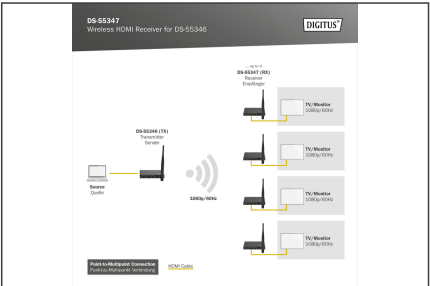 DS-55347
Wireless HDMI Receiver for DS-55346
DIGITUS®
... up to 4
DS-55347 (RX)
Receiver
Empfänger
TV/Monitor
1080p/60Hz
DS-55346 (TX)
Transmitter
Sender
TV/Monitor
1080p/60Hz
Source
Quelle
1080p/60Hz
TV/Monitor
1080p/60Hz
TV/Monitor
1080p/60Hz
Point-to-Multipoint Connection
Punkt-zu-Multipunkt Verbindung
HDMI Cable